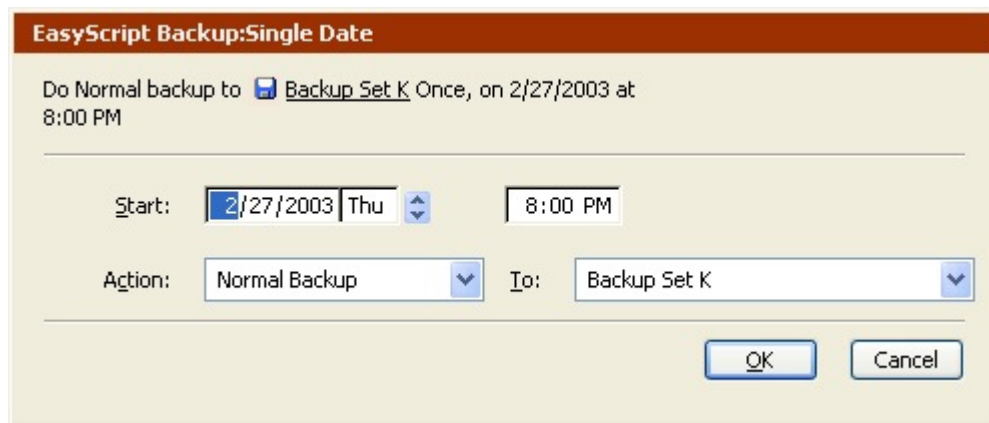 EasyScript Backup:Single Date
Do Normal backup to Backup Set K Once, on 2/27/2003 at
8:00 PM
Start: 2/27/2003 Thu 8:00 PM
Action: Normal Backup To: Backup Set K
OK Cancel